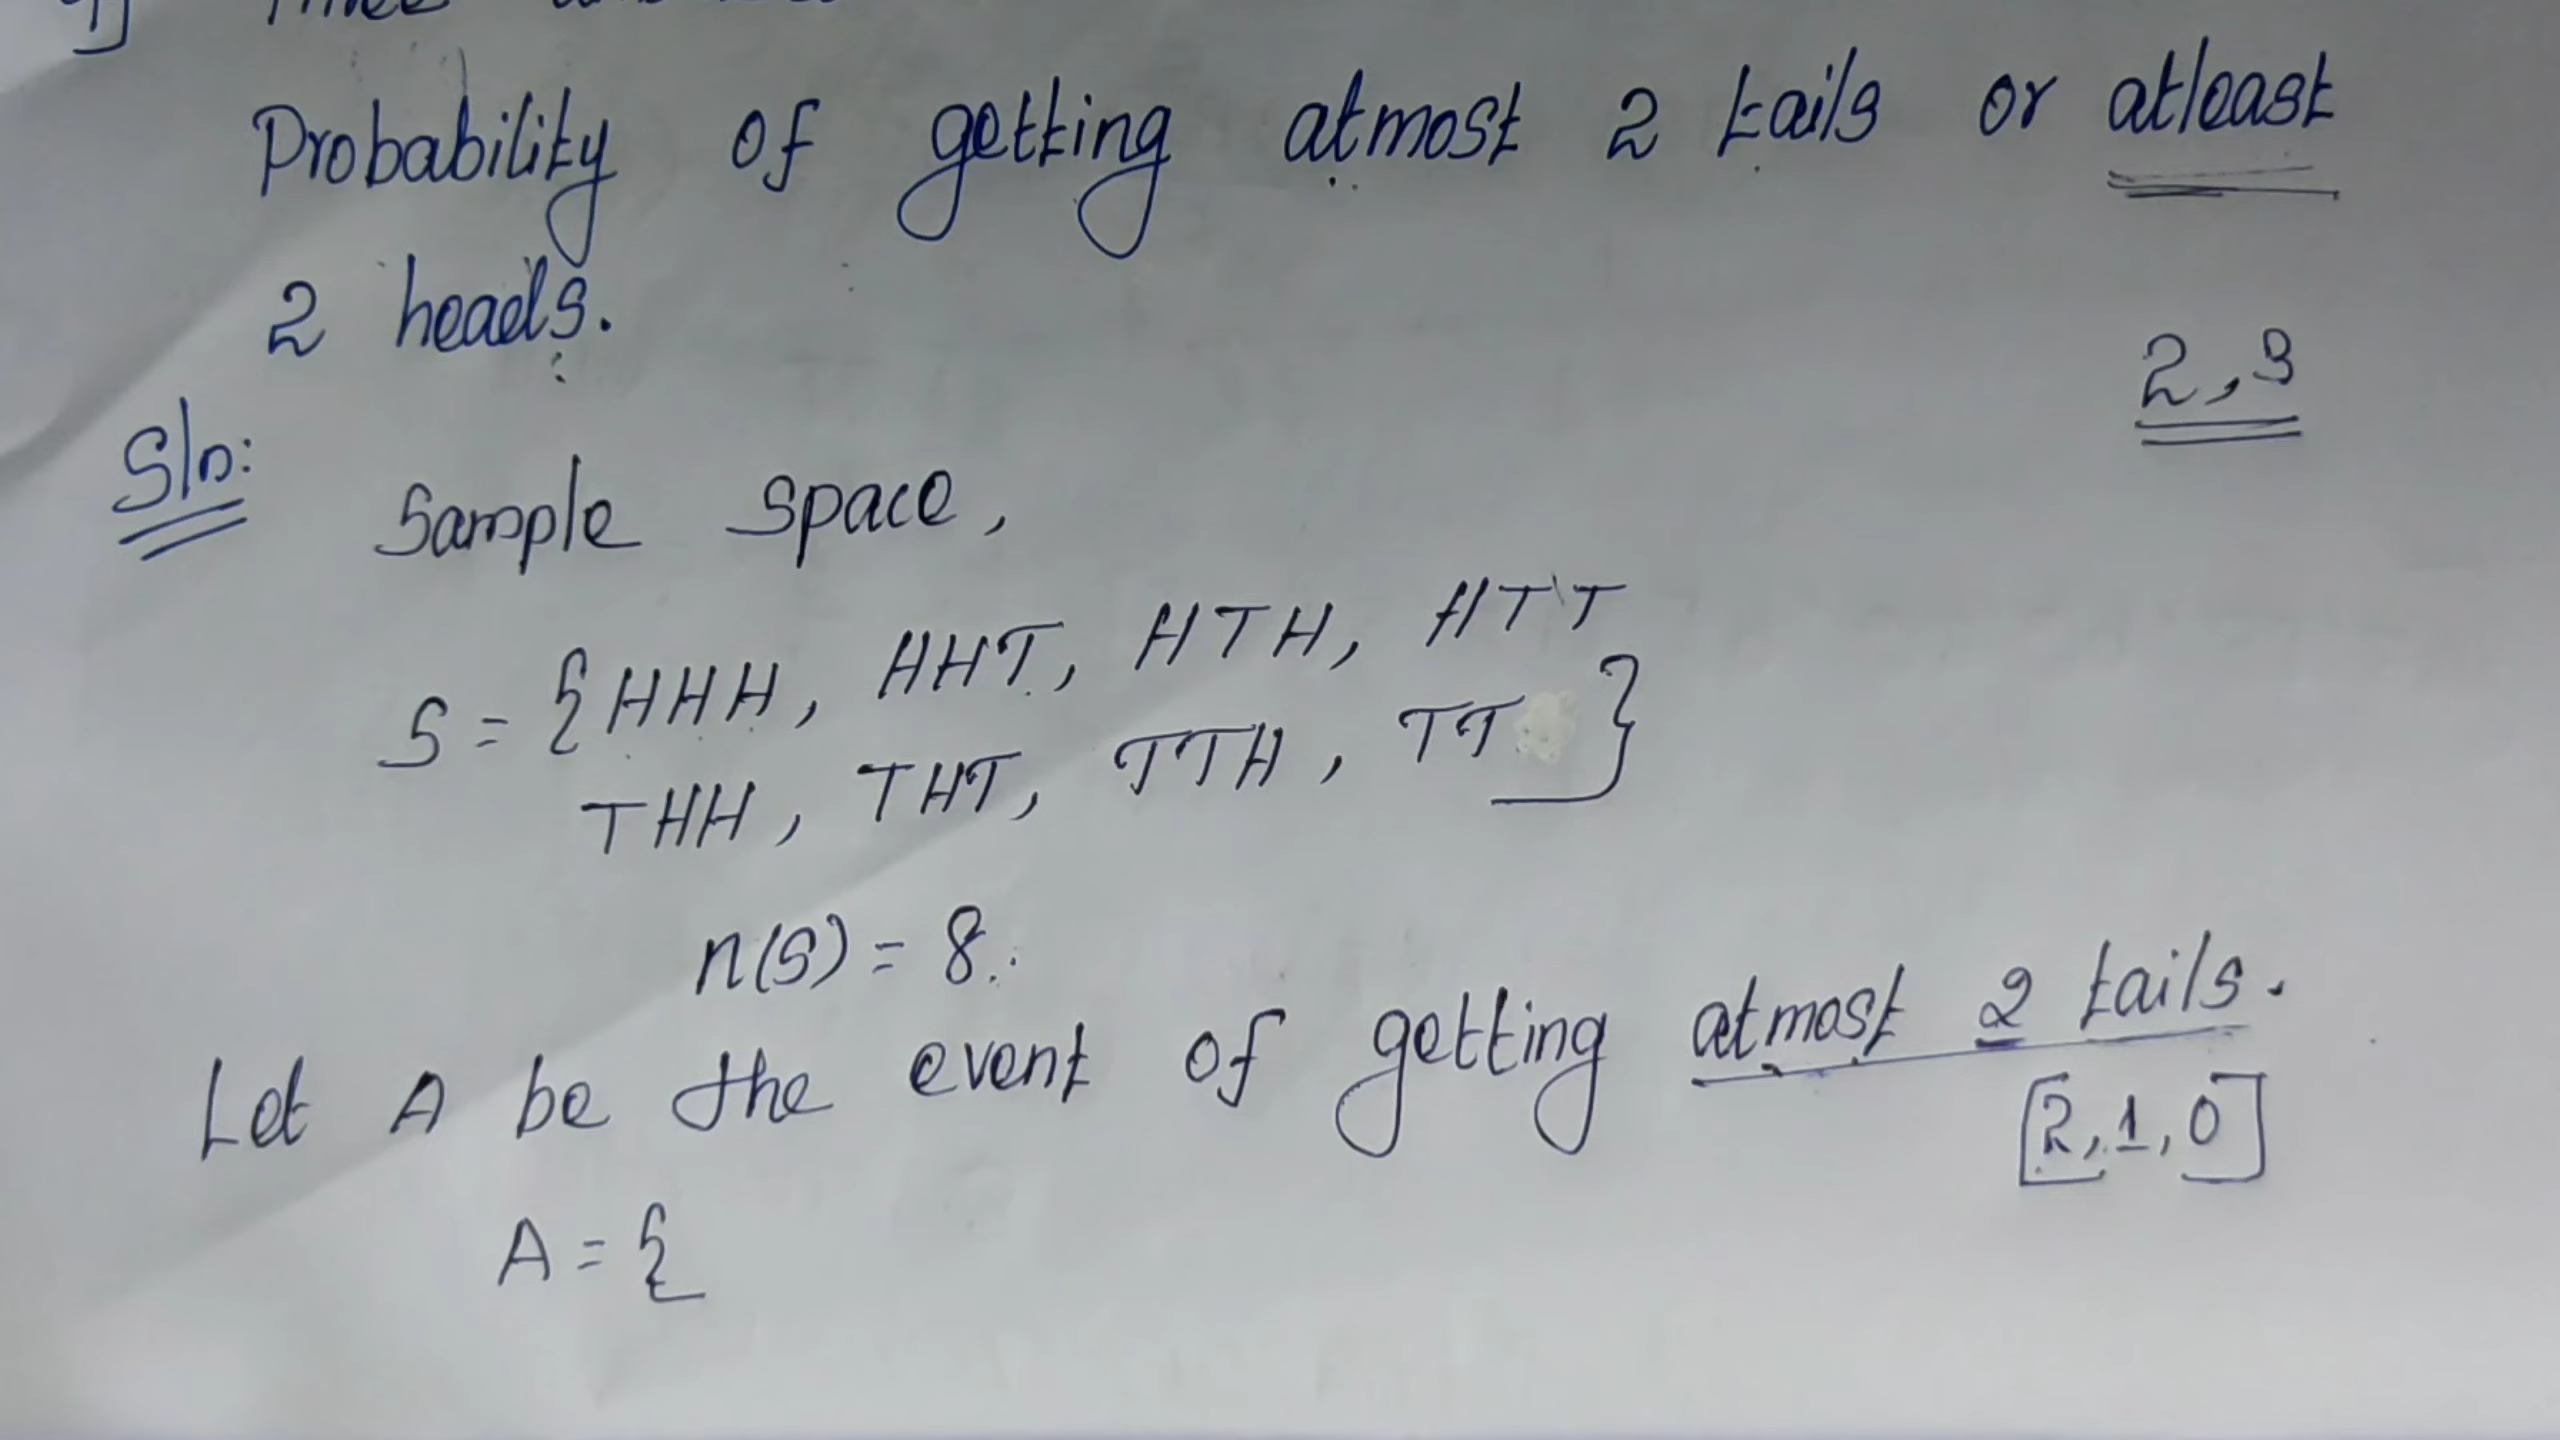 Probability of getting atmost 2 tails or atleast
2 heads.
2, 3
Sln:
Sample space,
S = {HHH, HHT, HTH, HTT
THH, THT, TTH, TT }
n(S) = 8.
Let A be the event of getting atmost 2 tails.
[2, 1, 0]
A = {